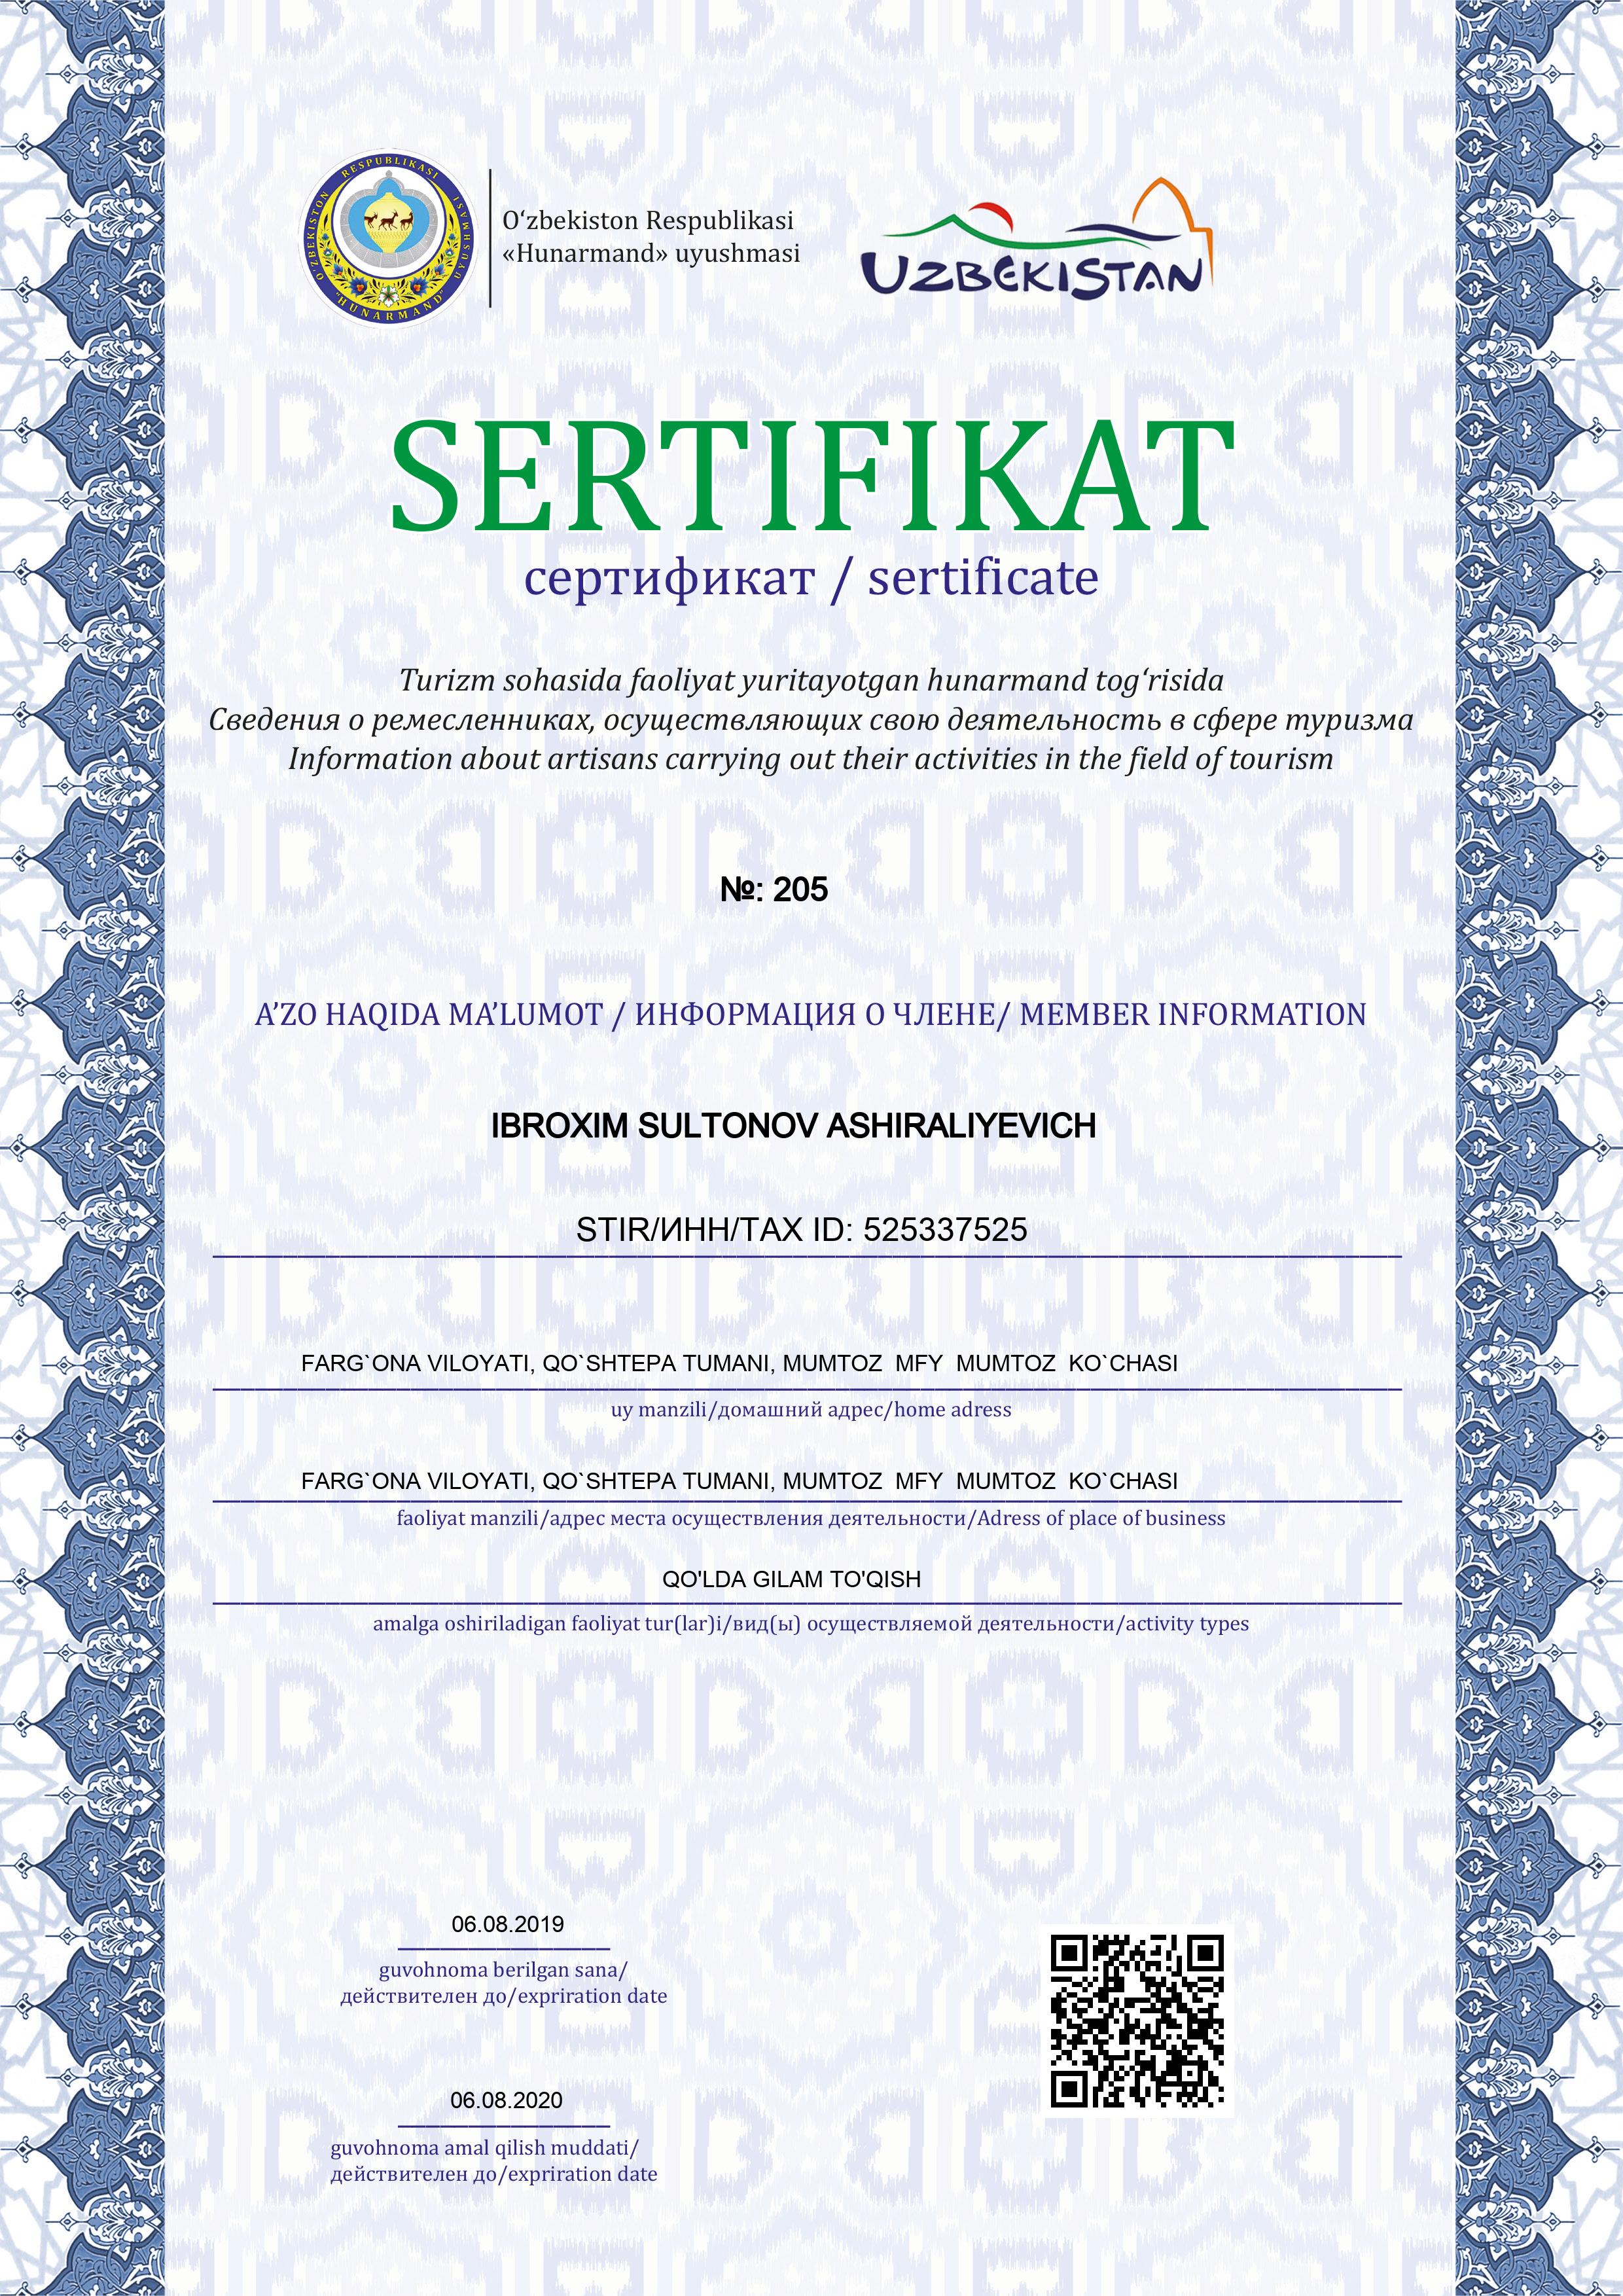 O‘ZBEKISTON RESPUBLIKASI "HUNARMAND" UYUSHMASI
O‘zbekiston Respublikasi
«Hunarmand» uyushmasi
UZBEKISTAN
SERTIFIKAT
сертификат / sertificate
Turizm sohasida faoliyat yuritayotgan hunarmand tog‘risida
Сведения о ремесленниках, осуществляющих свою деятельность в сфере туризма
Information about artisans carrying out their activities in the field of tourism
№: 205
A’ZO HAQIDA MA’LUMOT / ИНФОРМАЦИЯ О ЧЛЕНЕ/ MEMBER INFORMATION
IBROXIM SULTONOV ASHIRALIYEVICH
STIR/ИНН/TAX ID: 525337525
FARG`ONA VILOYATI, QO`SHTEPA TUMANI, MUMTOZ MFY MUMTOZ KO`CHASI
uy manzili/домашний адрес/home adress
FARG`ONA VILOYATI, QO`SHTEPA TUMANI, MUMTOZ MFY MUMTOZ KO`CHASI
faoliyat manzili/адрес места осуществления деятельности/Adress of place of business
QO'LDA GILAM TO'QISH
amalga oshiriladigan faoliyat tur(lar)i/вид(ы) осуществляемой деятельности/activity types
06.08.2019
guvohnoma berilgan sana/
действителен до/expriration date
06.08.2020
guvohnoma amal qilish muddati/
действителен до/expriration date